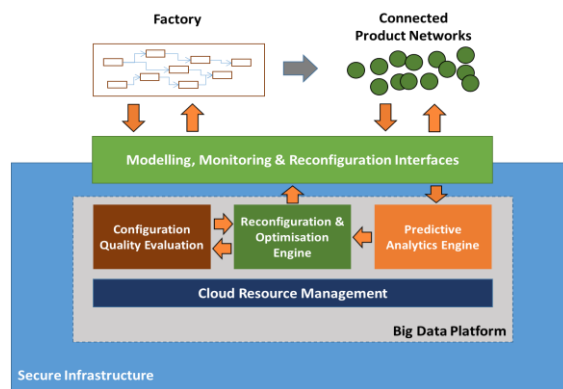 Factory
Connected
Product Networks
Modelling, Monitoring & Reconfiguration Interfaces
Configuration
Quality Evaluation
Reconfiguration &
Optimisation
Engine
Predictive
Analytics Engine
Cloud Resource Management
Big Data Platform
Secure Infrastructure